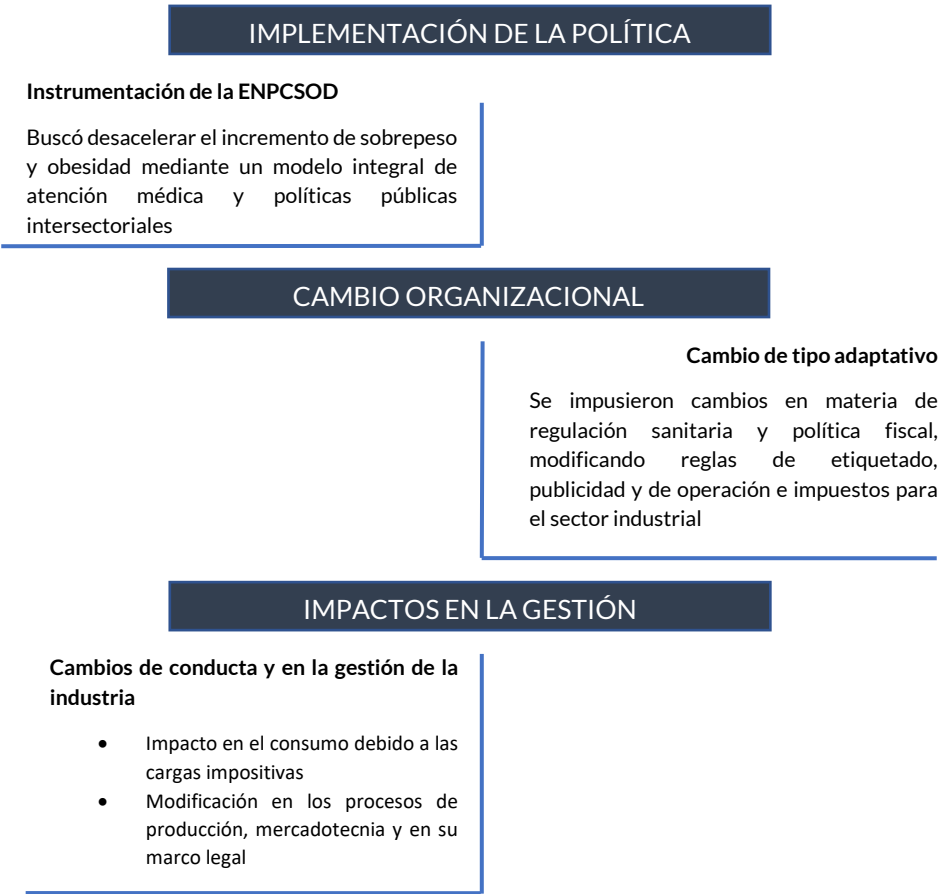 IMPLEMENTACIÓN DE LA POLÍTICA
Instrumentación de la ENPCSOD
Buscó desacelerar el incremento de sobrepeso
y obesidad mediante un modelo integral de
atención médica y políticas públicas
intersectoriales
CAMBIO ORGANIZACIONAL
Cambio de tipo adaptativo
Se impusieron cambios en materia de
regulación sanitaria y política fiscal,
modificando reglas de etiquetado,
publicidad y de operación e impuestos para
el sector industrial
IMPACTOS EN LA GESTIÓN
Cambios de conducta y en la gestión de la
industria
• Impacto en el consumo debido a las
cargas impositivas
• Modificación en los procesos de
producción, mercadotecnia y en su
marco legal